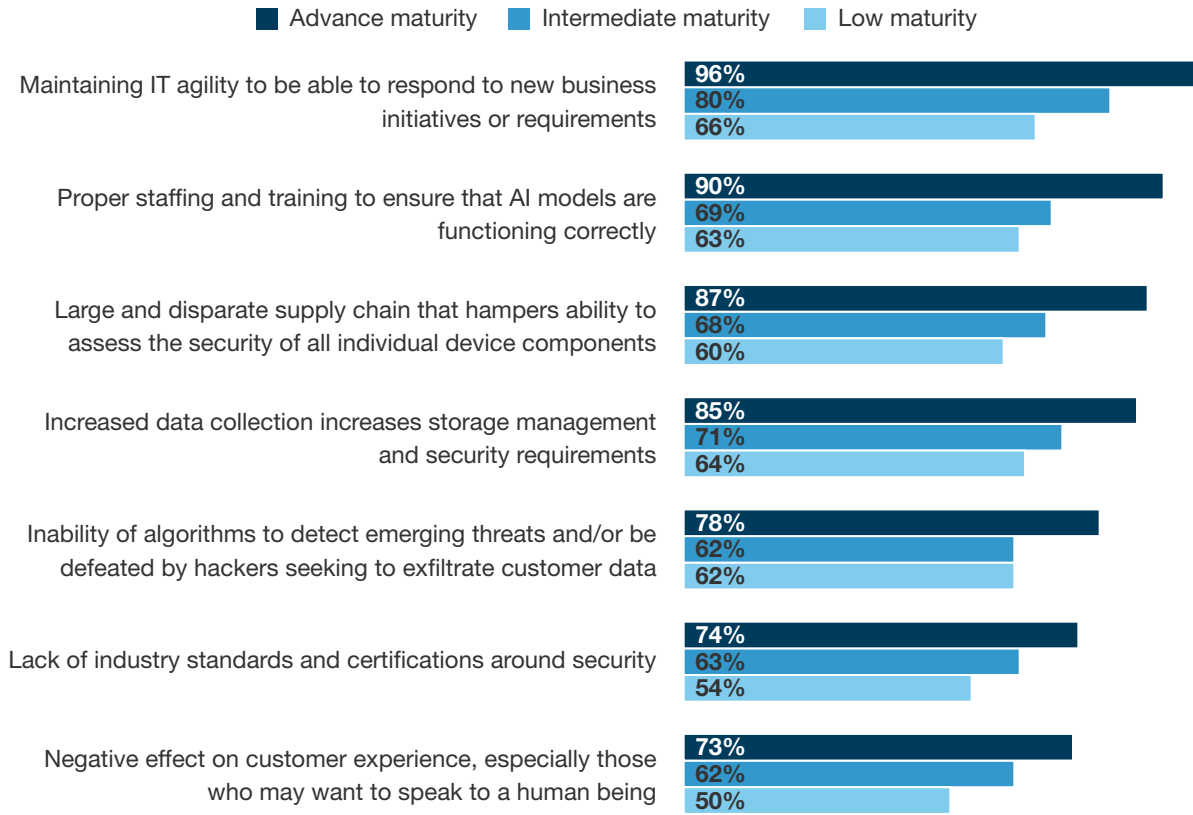 Advance maturity Intermediate maturity Low maturity
Maintaining IT agility to be able to respond to new business
initiatives or requirements
96%
80%
66%
Proper staffing and training to ensure that AI models are
functioning correctly
90%
69%
63%
Large and disparate supply chain that hampers ability to
assess the security of all individual device components
87%
68%
60%
Increased data collection increases storage management
and security requirements
85%
71%
64%
Inability of algorithms to detect emerging threats and/or be
defeated by hackers seeking to exfiltrate customer data
78%
62%
62%
Lack of industry standards and certifications around security
74%
63%
54%
Negative effect on customer experience, especially those
who may want to speak to a human being
73%
62%
50%